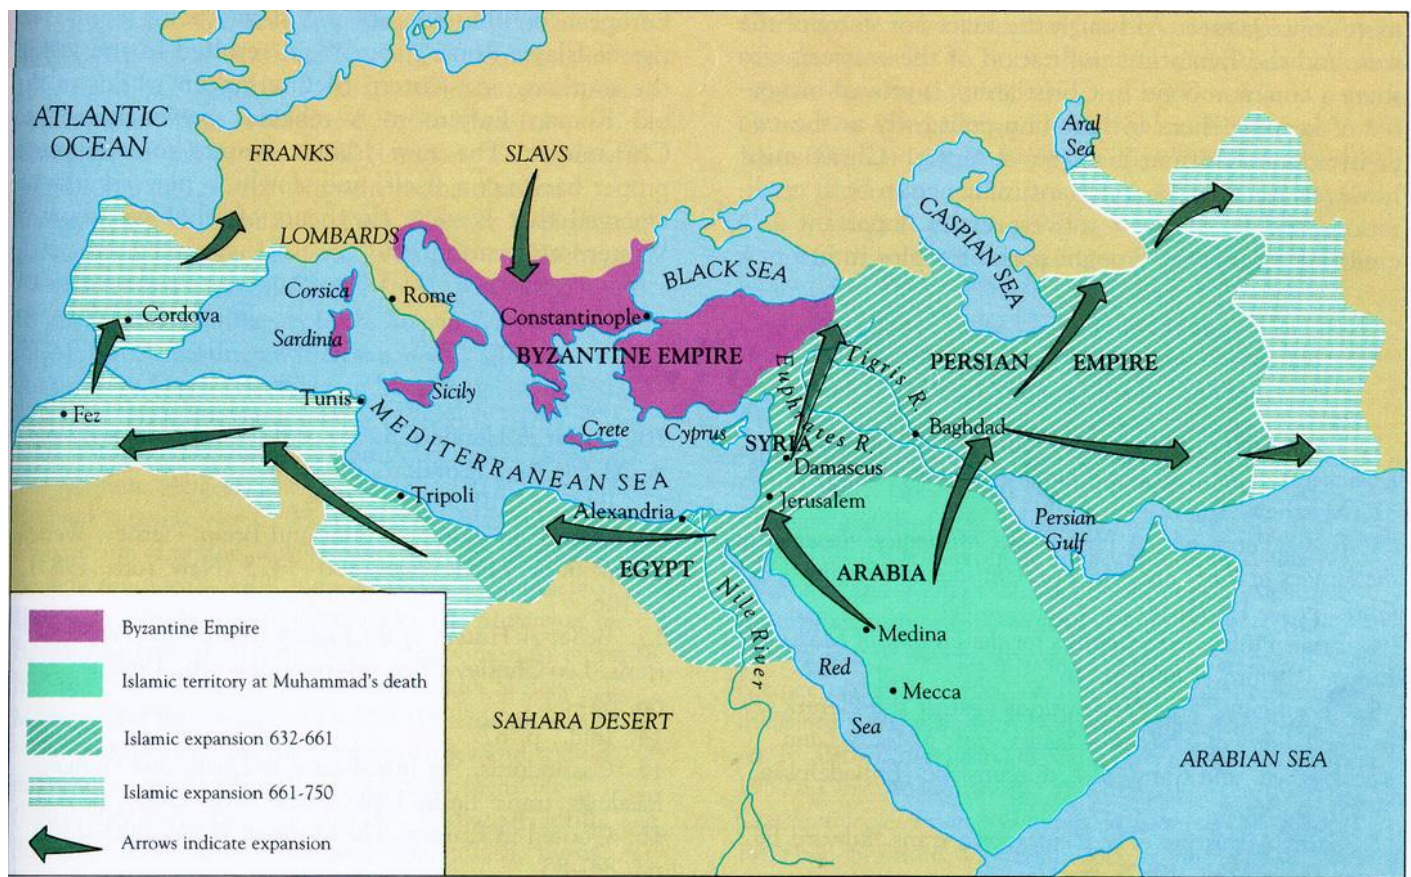 ATLANTIC
OCEAN
FRANKS
SLAVS
Aral
Sea
LOMBARDS
CASPIAN SEA
BLACK SEA
Corsica
Rome
Cordova
Constantinople
Sardinia
BYZANTINE EMPIRE
Euphrates R.
Tigris R.
PERSIAN EMPIRE
Tunis
Sicily
Fez
MEDITERRANEAN SEA
Crete
Cyprus
SYRIA
Baghdad
Damascus
Tripoli
Alexandria
Jerusalem
Persian
Gulf
EGYPT
ARABIA
Nile River
Medina
Red
Sea
Mecca
SAHARA DESERT
ARABIAN SEA
Byzantine Empire
Islamic territory at Muhammad's death
Islamic expansion 632-661
Islamic expansion 661-750
Arrows indicate expansion